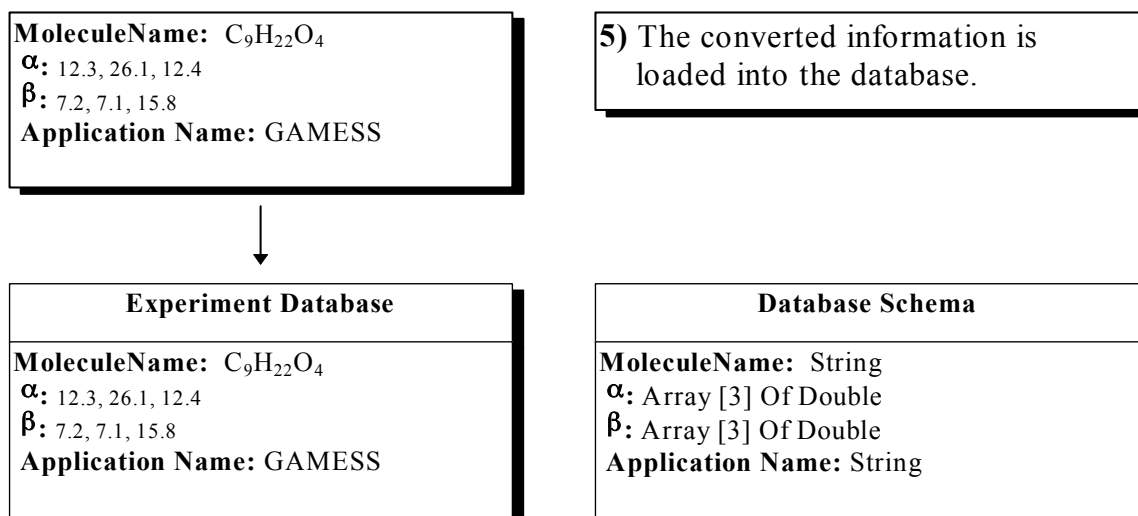 MoleculeName: C₉H₂₂O₄
α: 12.3, 26.1, 12.4
β: 7.2, 7.1, 15.8
Application Name: GAMESS
5) The converted information is
loaded into the database.
Experiment Database
MoleculeName: C₉H₂₂O₄
α: 12.3, 26.1, 12.4
β: 7.2, 7.1, 15.8
Application Name: GAMESS
Database Schema
MoleculeName: String
α: Array [3] Of Double
β: Array [3] Of Double
Application Name: String